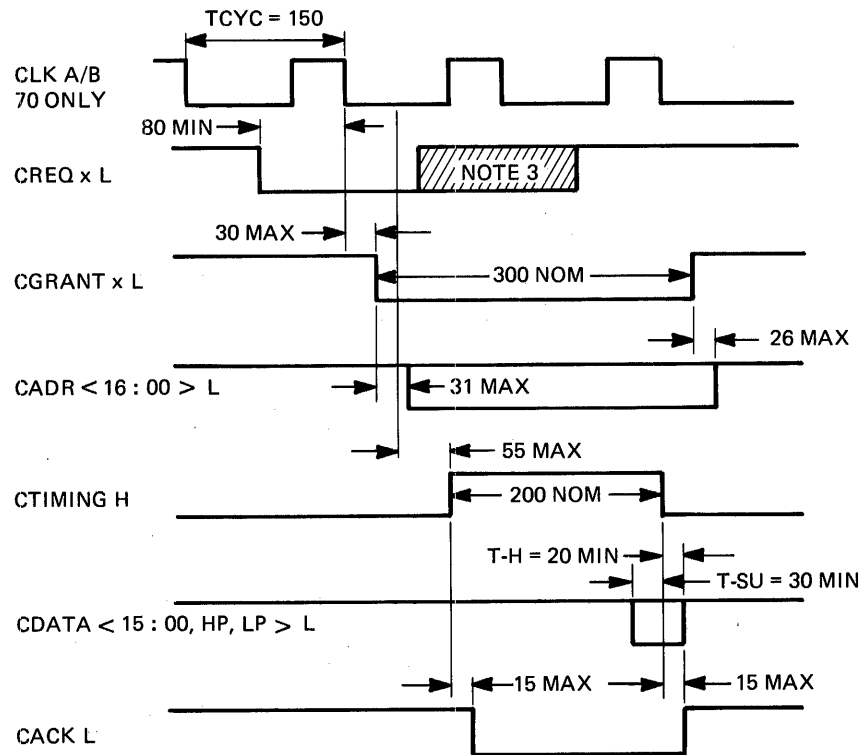 TCYC = 150
CLK A/B
70 ONLY
80 MIN
CREQ x L
NOTE 3
30 MAX
CGRANT x L
300 NOM
26 MAX
CADR < 16 : 00 > L
31 MAX
55 MAX
CTIMING H
200 NOM
T-H = 20 MIN
T-SU = 30 MIN
CDATA < 15 : 00, HP, LP > L
15 MAX
15 MAX
CACK L